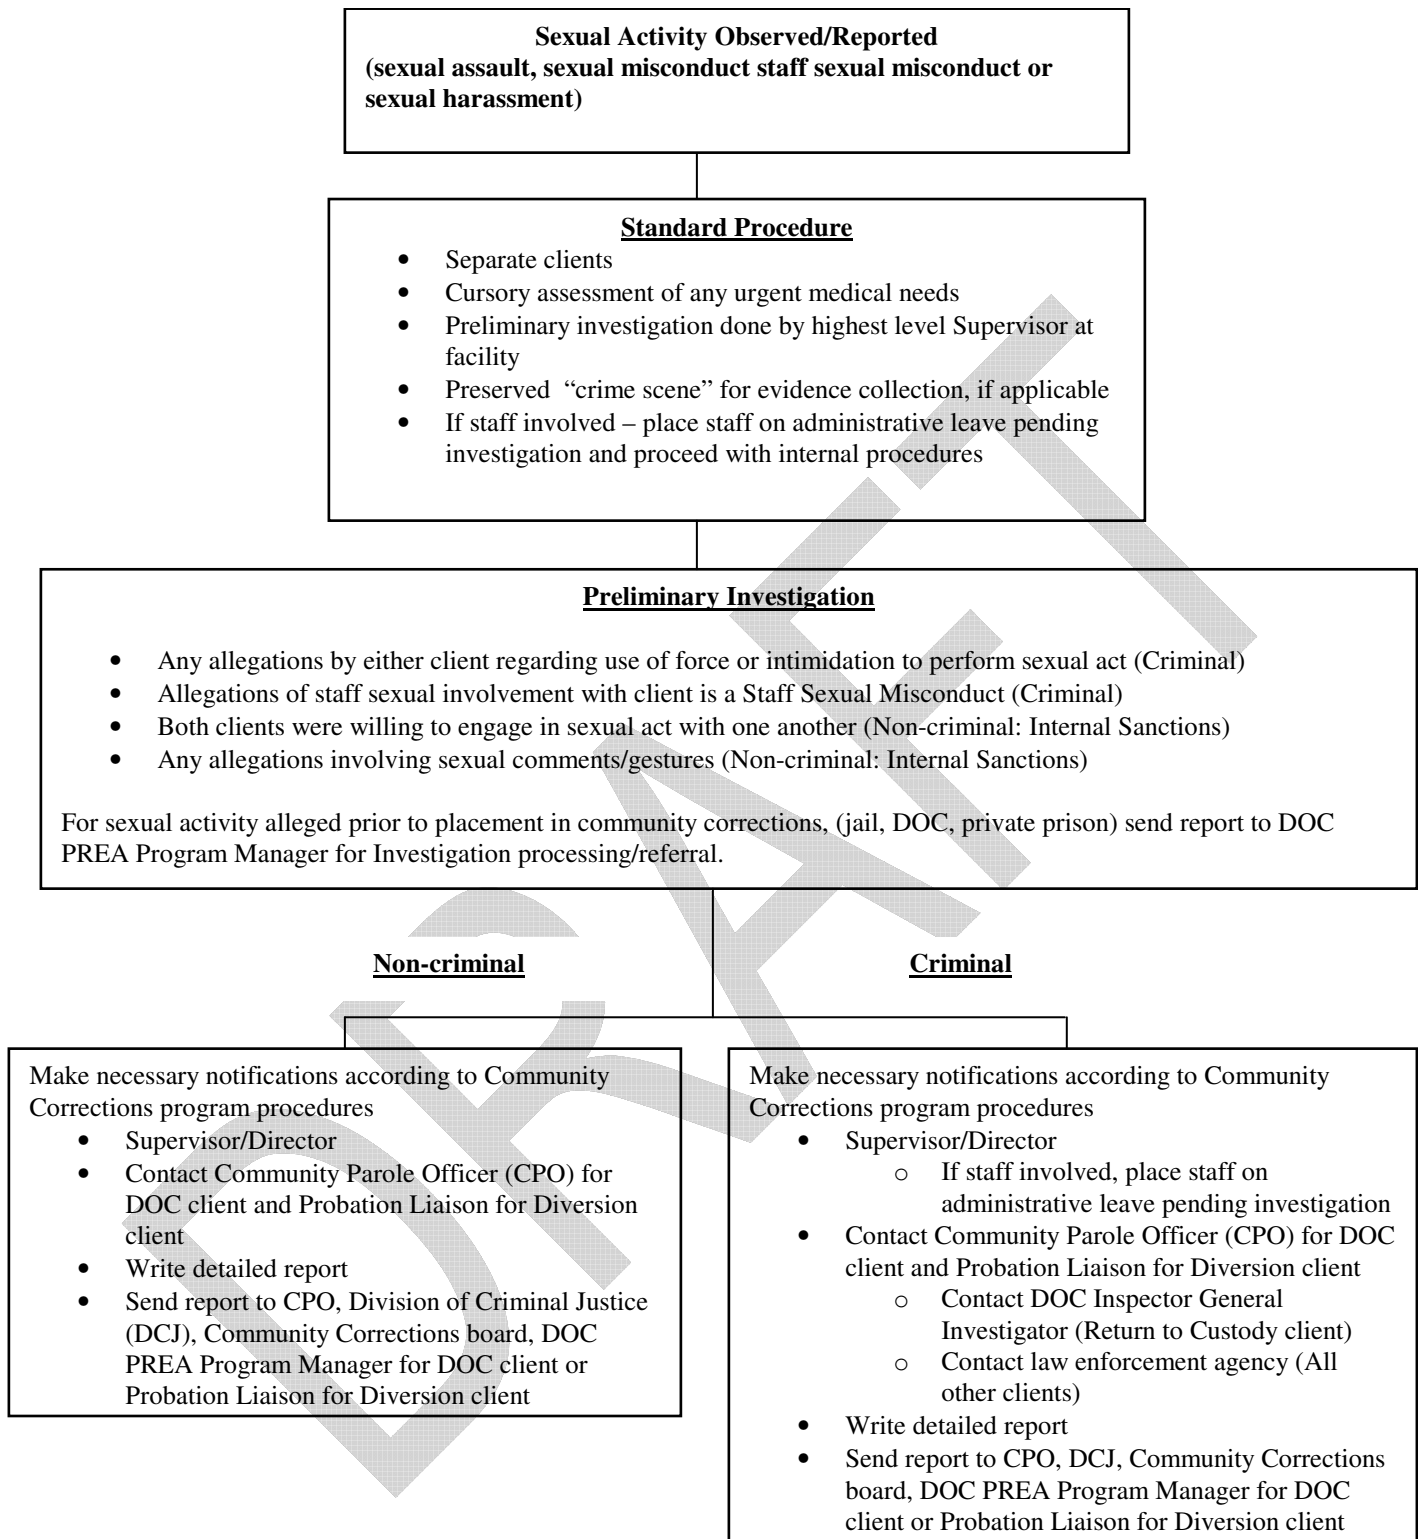 Sexual Activity Observed/Reported
(sexual assault, sexual misconduct staff sexual misconduct or
sexual harassment)
Standard Procedure
• Separate clients
• Cursory assessment of any urgent medical needs
• Preliminary investigation done by highest level Supervisor at
facility
• Preserved “crime scene” for evidence collection, if applicable
• If staff involved – place staff on administrative leave pending
investigation and proceed with internal procedures
Preliminary Investigation
• Any allegations by either client regarding use of force or intimidation to perform sexual act (Criminal)
• Allegations of staff sexual involvement with client is a Staff Sexual Misconduct (Criminal)
• Both clients were willing to engage in sexual act with one another (Non-criminal: Internal Sanctions)
• Any allegations involving sexual comments/gestures (Non-criminal: Internal Sanctions)
For sexual activity alleged prior to placement in community corrections, (jail, DOC, private prison) send report to DOC
PREA Program Manager for Investigation processing/referral.
Non-criminal
Make necessary notifications according to Community
Corrections program procedures
• Supervisor/Director
• Contact Community Parole Officer (CPO) for
DOC client and Probation Liaison for Diversion
client
• Write detailed report
• Send report to CPO, Division of Criminal Justice
(DCJ), Community Corrections board, DOC
PREA Program Manager for DOC client or
Probation Liaison for Diversion client
Criminal
Make necessary notifications according to Community
Corrections program procedures
• Supervisor/Director
o If staff involved, place staff on
administrative leave pending investigation
• Contact Community Parole Officer (CPO) for DOC
client and Probation Liaison for Diversion client
o Contact DOC Inspector General
Investigator (Return to Custody client)
o Contact law enforcement agency (All
other clients)
• Write detailed report
• Send report to CPO, DCJ, Community Corrections
board, DOC PREA Program Manager for DOC
client or Probation Liaison for Diversion client
DRAFT